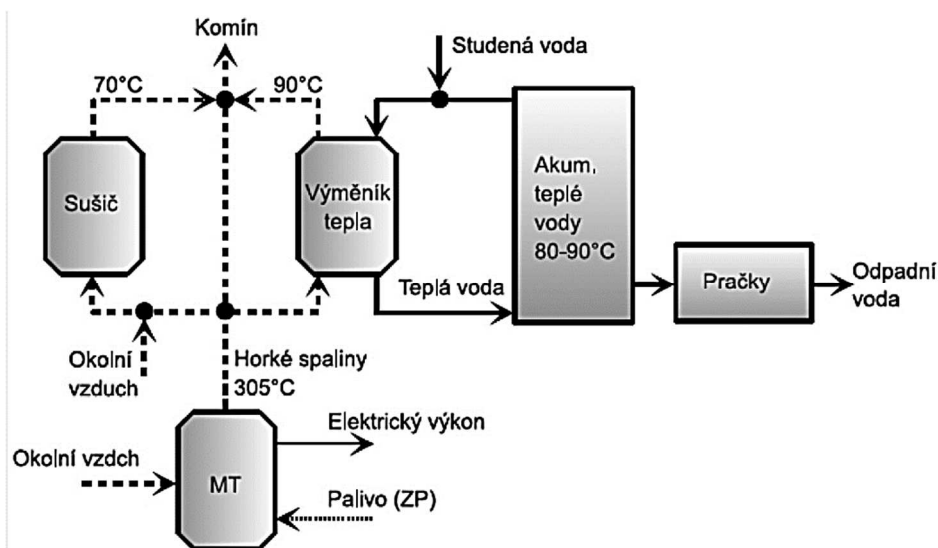 Komín
Studená voda
70°C
90°C
Sušič
Výměník
tepla
Akum.
teplé
vody
80-90°C
Teplá voda
Pračky
Odpadní
voda
Okolní
vzduch
Horké spaliny
305°C
Elektrický výkon
Okolní vzdch
MT
Palivo (ZP)